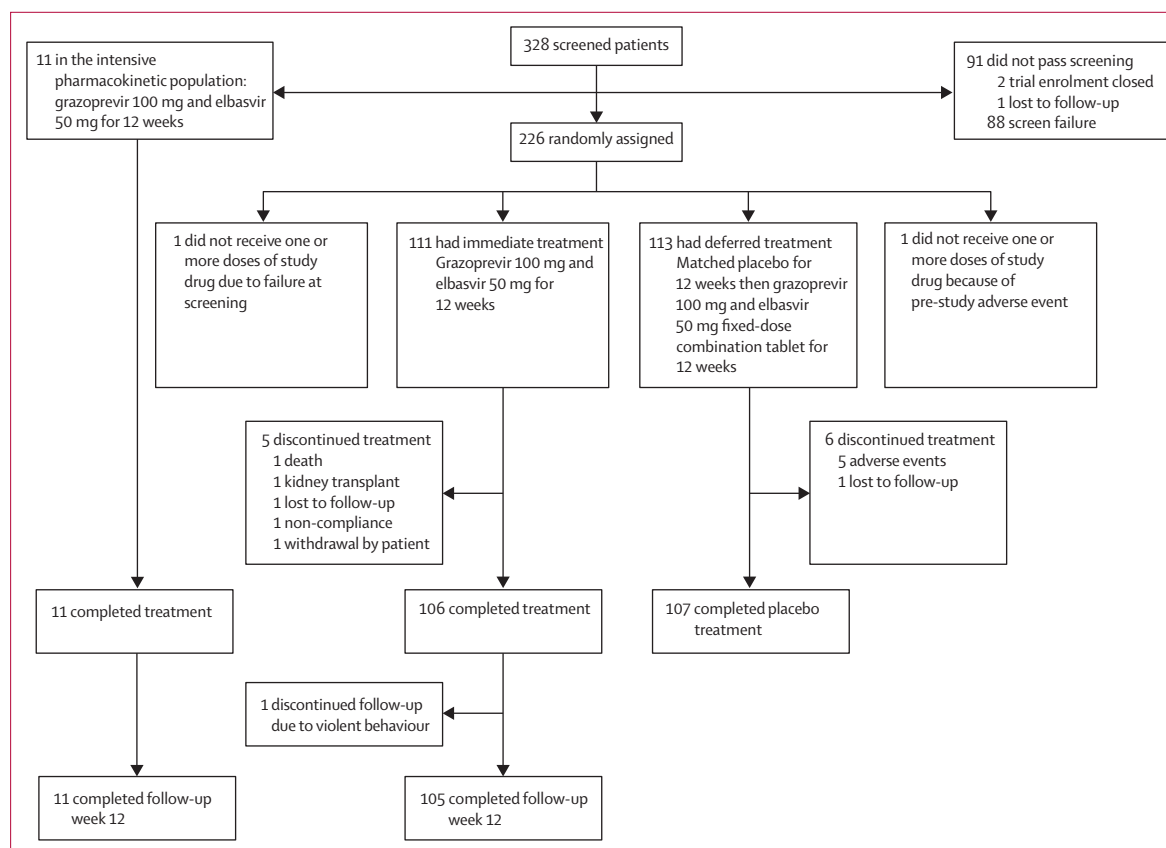 328 screened patients
11 in the intensive
pharmacokinetic population:
grazoprevir 100 mg and elbasvir
50 mg for 12 weeks
91 did not pass screening
2 trial enrolment closed
1 lost to follow-up
88 screen failure
226 randomly assigned
1 did not receive one or
more doses of study
drug due to failure at
screening
111 had immediate treatment
Grazoprevir 100 mg and
elbasvir 50 mg for
12 weeks
113 had deferred treatment
Matched placebo for
12 weeks then grazoprevir
100 mg and elbasvir
50 mg fixed-dose
combination tablet for
12 weeks
1 did not receive one or
more doses of study
drug because of
pre-study adverse event
5 discontinued treatment
1 death
1 kidney transplant
1 lost to follow-up
1 non-compliance
1 withdrawal by patient
6 discontinued treatment
5 adverse events
1 lost to follow-up
11 completed treatment
106 completed treatment
107 completed placebo
treatment
1 discontinued follow-up
due to violent behaviour
11 completed follow-up
week 12
105 completed follow-up
week 12